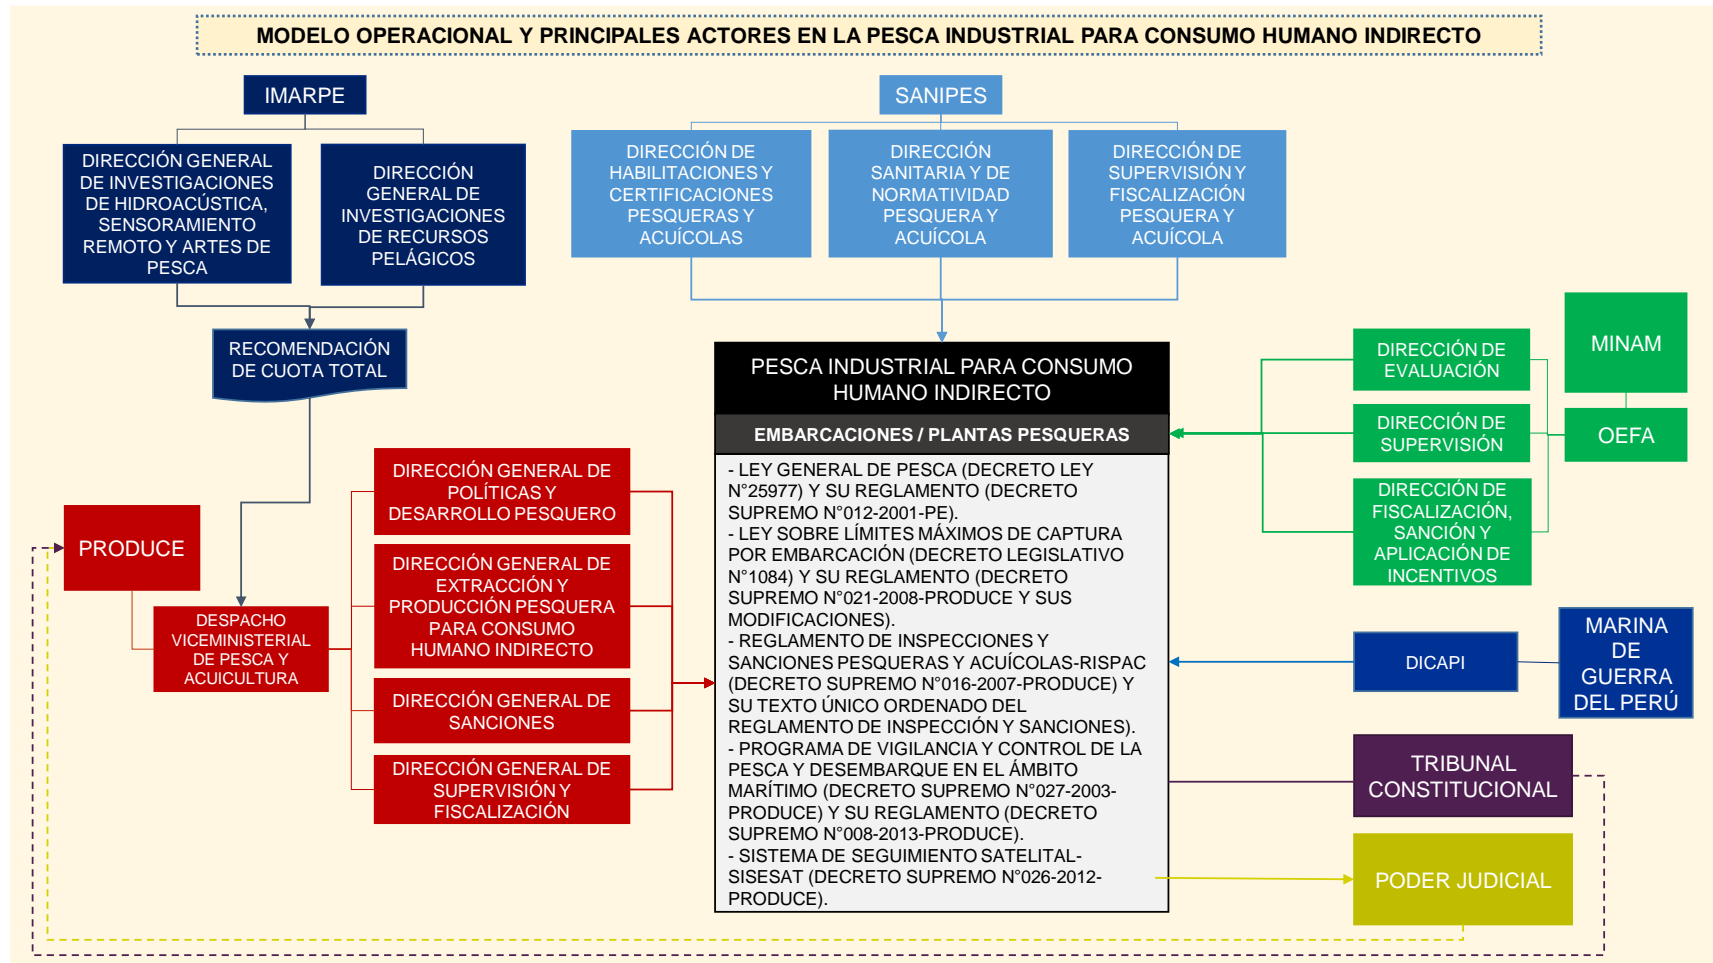 MODELO OPERACIONAL Y PRINCIPALES ACTORES EN LA PESCA INDUSTRIAL PARA CONSUMO HUMANO INDIRECTO
IMARPE
DIRECCIÓN GENERAL
DE INVESTIGACIONES
DE HIDROACÚSTICA,
SENSORAMIENTO
REMOTO Y ARTES DE
PESCA
DIRECCIÓN
GENERAL DE
INVESTIGACIONES
DE RECURSOS
PELÁGICOS
RECOMENDACIÓN
DE CUOTA TOTAL
SANIPES
DIRECCIÓN DE
HABILITACIONES Y
CERTIFICACIONES
PESQUERAS Y
ACUÍCOLAS
DIRECCIÓN
SANITARIA Y DE
NORMATIVIDAD
PESQUERA Y
ACUÍCOLA
DIRECCIÓN DE
SUPERVISIÓN Y
FISCALIZACIÓN
PESQUERA Y
ACUÍCOLA
PRODUCE
DESPACHO
VICEMINISTERIAL
DE PESCA Y
ACUICULTURA
DIRECCIÓN GENERAL DE
POLÍTICAS Y
DESARROLLO PESQUERO
DIRECCIÓN GENERAL DE
EXTRACCIÓN Y
PRODUCCIÓN PESQUERA
PARA CONSUMO
HUMANO INDIRECTO
DIRECCIÓN GENERAL DE
SANCIONES
DIRECCIÓN GENERAL DE
SUPERVISIÓN Y
FISCALIZACIÓN
PESCA INDUSTRIAL PARA CONSUMO
HUMANO INDIRECTO
EMBARCACIONES / PLANTAS PESQUERAS
- LEY GENERAL DE PESCA (DECRETO LEY
N°25977) Y SU REGLAMENTO (DECRETO
SUPREMO N°012-2001-PE).
- LEY SOBRE LÍMITES MÁXIMOS DE CAPTURA
POR EMBARCACIÓN (DECRETO LEGISLATIVO
N°1084) Y SU REGLAMENTO (DECRETO
SUPREMO N°021-2008-PRODUCE Y SUS
MODIFICACIONES).
- REGLAMENTO DE INSPECCIONES Y
SANCIONES PESQUERAS Y ACUÍCOLAS-RISPAC
(DECRETO SUPREMO N°016-2007-PRODUCE) Y
SU TEXTO ÚNICO ORDENADO DEL
REGLAMENTO DE INSPECCIÓN Y SANCIONES).
- PROGRAMA DE VIGILANCIA Y CONTROL DE LA
PESCA Y DESEMBARQUE EN EL ÁMBITO
MARÍTIMO (DECRETO SUPREMO N°027-2003-
PRODUCE) Y SU REGLAMENTO (DECRETO
SUPREMO N°008-2013-PRODUCE).
- SISTEMA DE SEGUIMIENTO SATELITAL-
SISESAT (DECRETO SUPREMO N°026-2012-
PRODUCE).
DIRECCIÓN DE
EVALUACIÓN
DIRECCIÓN DE
SUPERVISIÓN
DIRECCIÓN DE
FISCALIZACIÓN,
SANCIÓN Y
APLICACIÓN DE
INCENTIVOS
MINAM
OEFA
DICAPI
MARINA
DE
GUERRA
DEL PERÚ
TRIBUNAL
CONSTITUCIONAL
PODER JUDICIAL